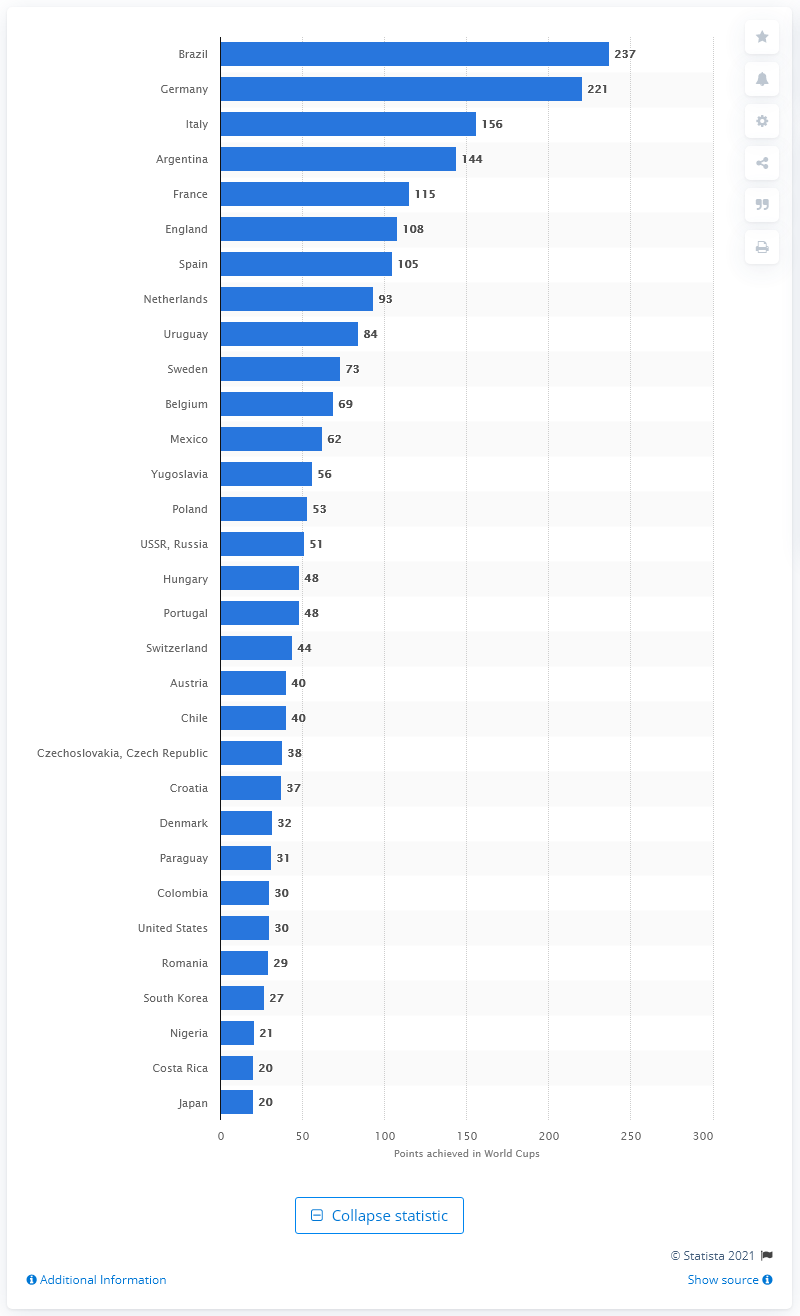 Brazil 237
Germany 221
Italy 156
Argentina 144
France 115
England 108
Spain 105
Netherlands 93
Uruguay 84
Sweden 73
Belgium 69
Mexico 62
Yugoslavia 56
Poland 53
USSR, Russia 51
Hungary 48
Portugal 48
Switzerland 44
Austria 40
Chile 40
Czechoslovakia, Czech Republic 38
Croatia 37
Denmark 32
Paraguay 31
Colombia 30
United States 30
Romania 29
South Korea 27
Nigeria 21
Costa Rica 20
Japan 20
0 50 100 150 200 250 300
Points achieved in World Cups
Collapse statistic
© Statista 2021
Additional Information Show source